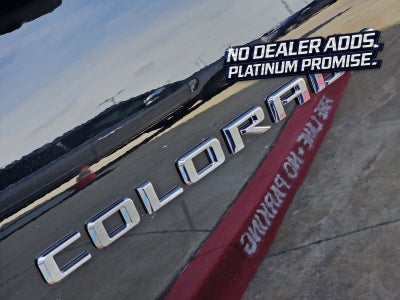 NO DEALER ADDS.
PLATINUM PROMISE.
COLORADO
FIRE LANE - NO PARKING